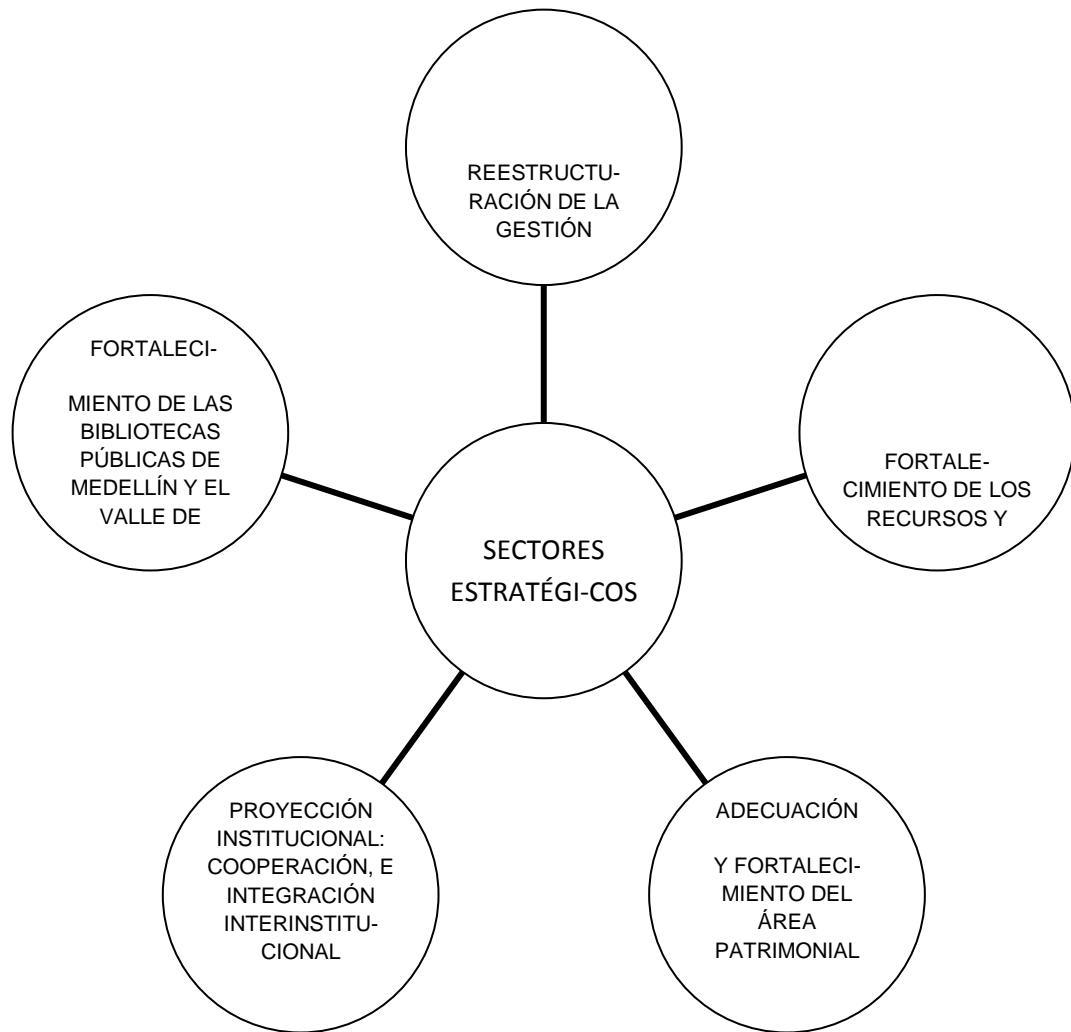 REESTRUCTU-
RACIÓN DE LA
GESTIÓN
FORTALECI-
MIENTO DE LAS
BIBLIOTECAS
PÚBLICAS DE
MEDELLÍN Y EL
VALLE DE
FORTALE-
CIMIENTO DE LOS
RECURSOS Y
SECTORES
ESTRATÉGI-COS
PROYECCIÓN
INSTITUCIONAL:
COOPERACIÓN, E
INTEGRACIÓN
INTERINSTITU-
CIONAL
ADECUACIÓN
Y FORTALECI-
MIENTO DEL
ÁREA
PATRIMONIAL